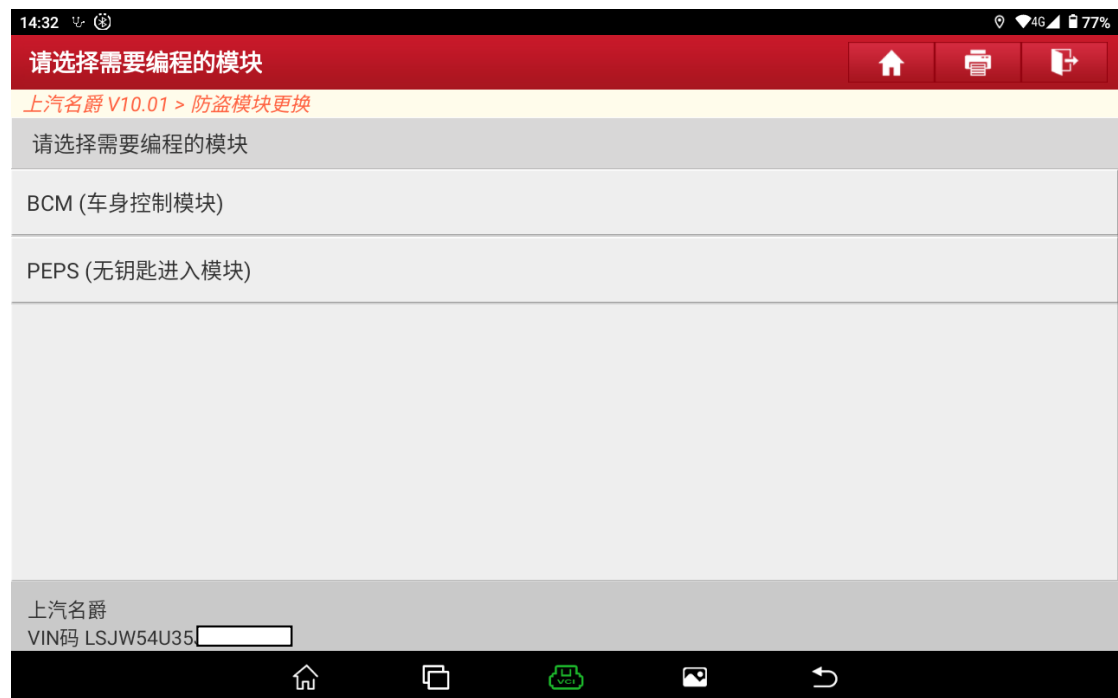 14:32
4G 77%
请选择需要编程的模块
上汽名爵 V10.01 > 防盗模块更换
请选择需要编程的模块
BCM (车身控制模块)
PEPS (无钥匙进入模块)
上汽名爵
VIN码 LSJW54U35
VCI